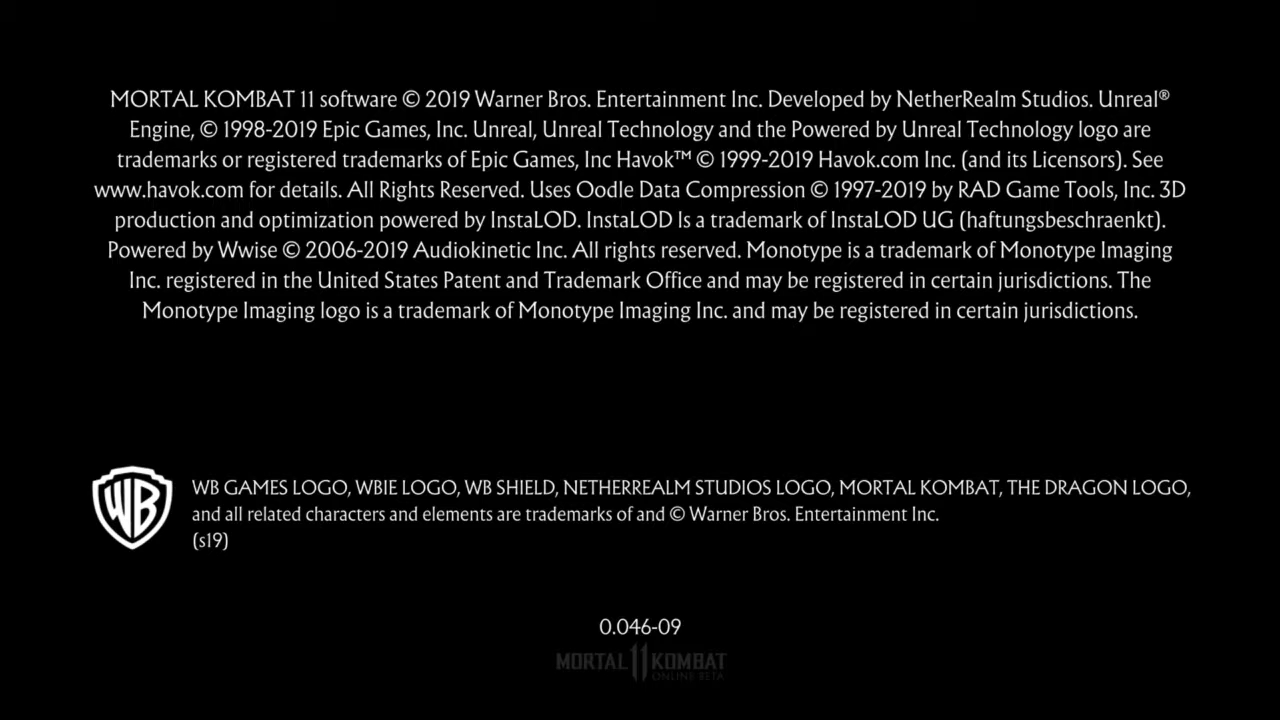 MORTAL KOMBAT 11 software © 2019 Warner Bros. Entertainment Inc. Developed by NetherRealm Studios. Unreal®
Engine, © 1998-2019 Epic Games, Inc. Unreal, Unreal Technology and the Powered by Unreal Technology logo are
trademarks or registered trademarks of Epic Games, Inc Havok™ © 1999-2019 Havok.com Inc. (and its Licensors). See
www.havok.com for details. All Rights Reserved. Uses Oodle Data Compression © 1997-2019 by RAD Game Tools, Inc. 3D
production and optimization powered by InstaLOD. InstaLOD Is a trademark of InstaLOD UG (haftungsbeschraenkt).
Powered by Wwise © 2006-2019 Audiokinetic Inc. All rights reserved. Monotype is a trademark of Monotype Imaging
Inc. registered in the United States Patent and Trademark Office and may be registered in certain jurisdictions. The
Monotype Imaging logo is a trademark of Monotype Imaging Inc. and may be registered in certain jurisdictions.
WB
WB GAMES LOGO, WBIE LOGO, WB SHIELD, NETHERREALM STUDIOS LOGO, MORTAL KOMBAT, THE DRAGON LOGO,
and all related characters and elements are trademarks of and © Warner Bros. Entertainment Inc.
(s19)
0.046-09
MORTAL 11 KOMBAT
ONLINE BETA